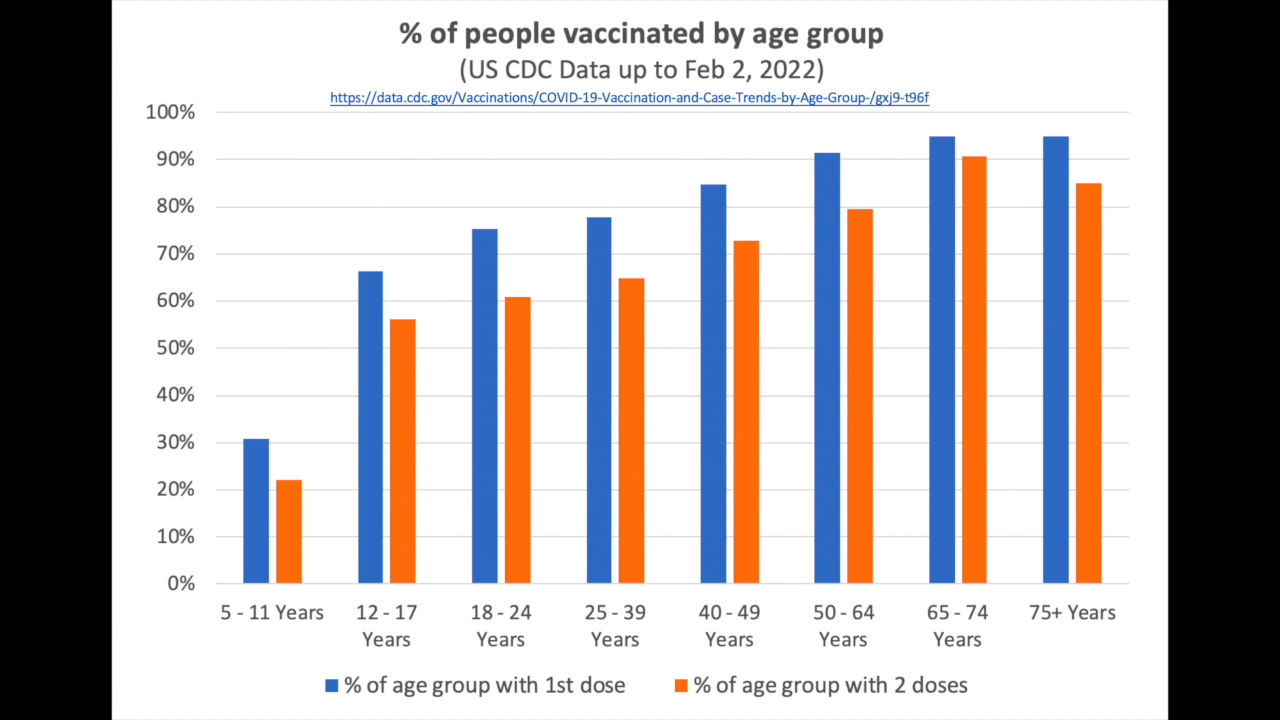 % of people vaccinated by age group
(US CDC Data up to Feb 2, 2022)
https://data.cdc.gov/Vaccinations/COVID-19-Vaccination-and-Case-Trends-by-Age-Group-/gxj9-t96f
100%
90%
80%
70%
60%
50%
40%
30%
20%
10%
0%
5 - 11 Years
12 - 17
Years
18 - 24
Years
25 - 39
Years
40 - 49
Years
50 - 64
Years
65 - 74
Years
75+ Years
% of age group with 1st dose
% of age group with 2 doses